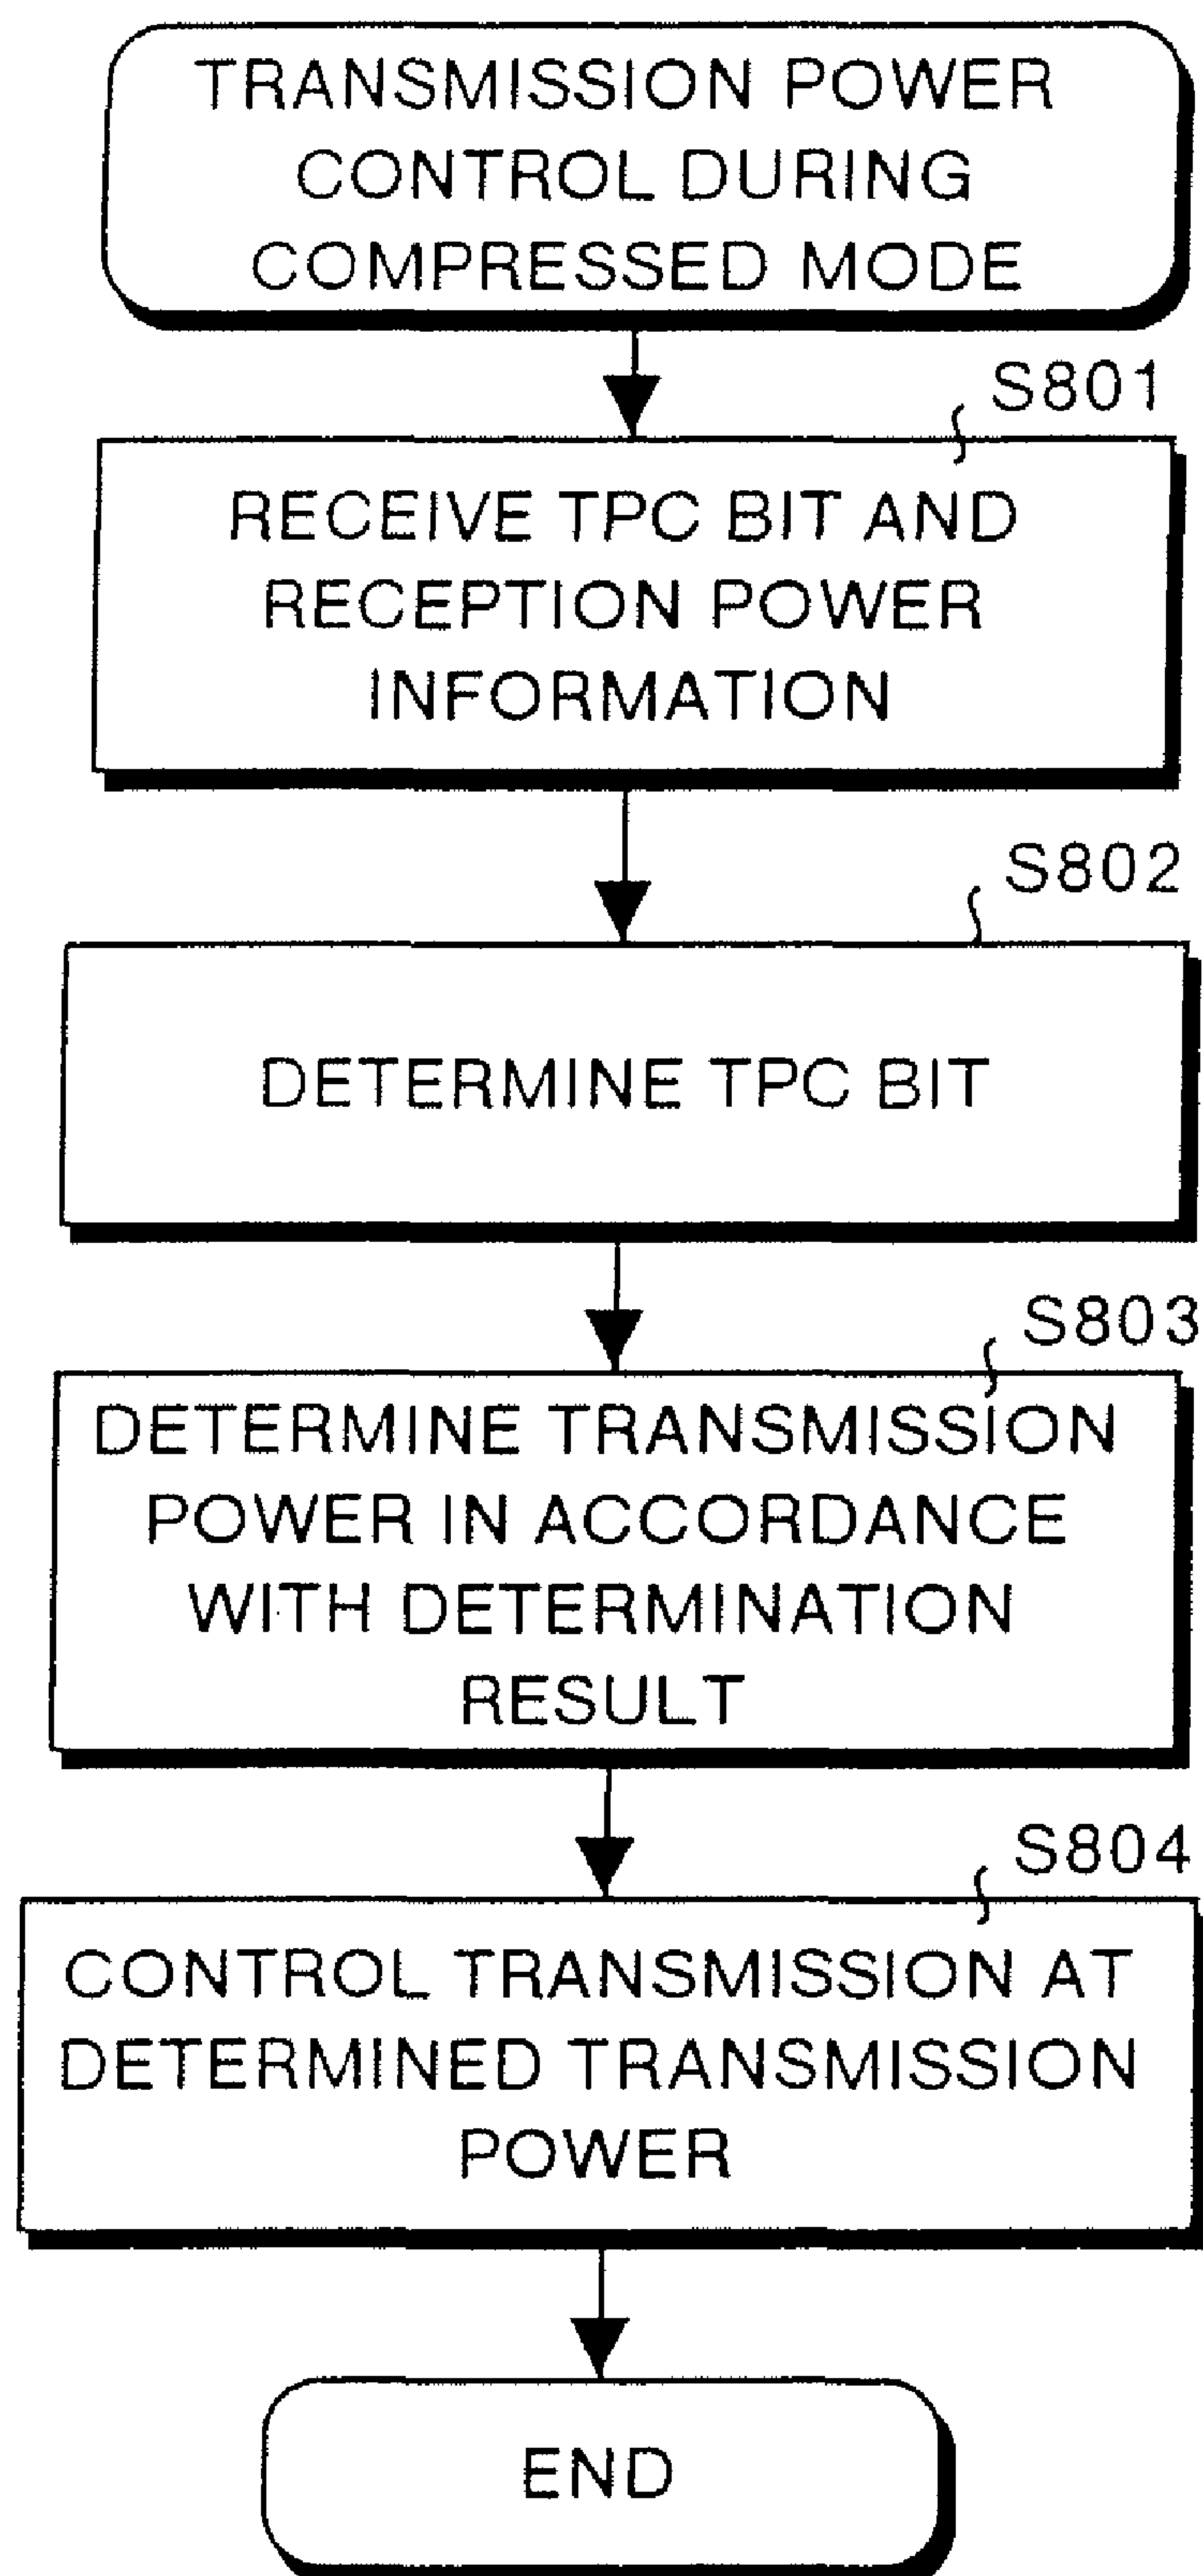 TRANSMISSION POWER
CONTROL DURING
COMPRESSED MODE
S801
RECEIVE TPC BIT AND
RECEPTION POWER
INFORMATION
S802
DETERMINE TPC BIT
S803
DETERMINE TRANSMISSION
POWER IN ACCORDANCE
WITH DETERMINATION
RESULT
S804
CONTROL TRANSMISSION AT
DETERMINED TRANSMISSION
POWER
END